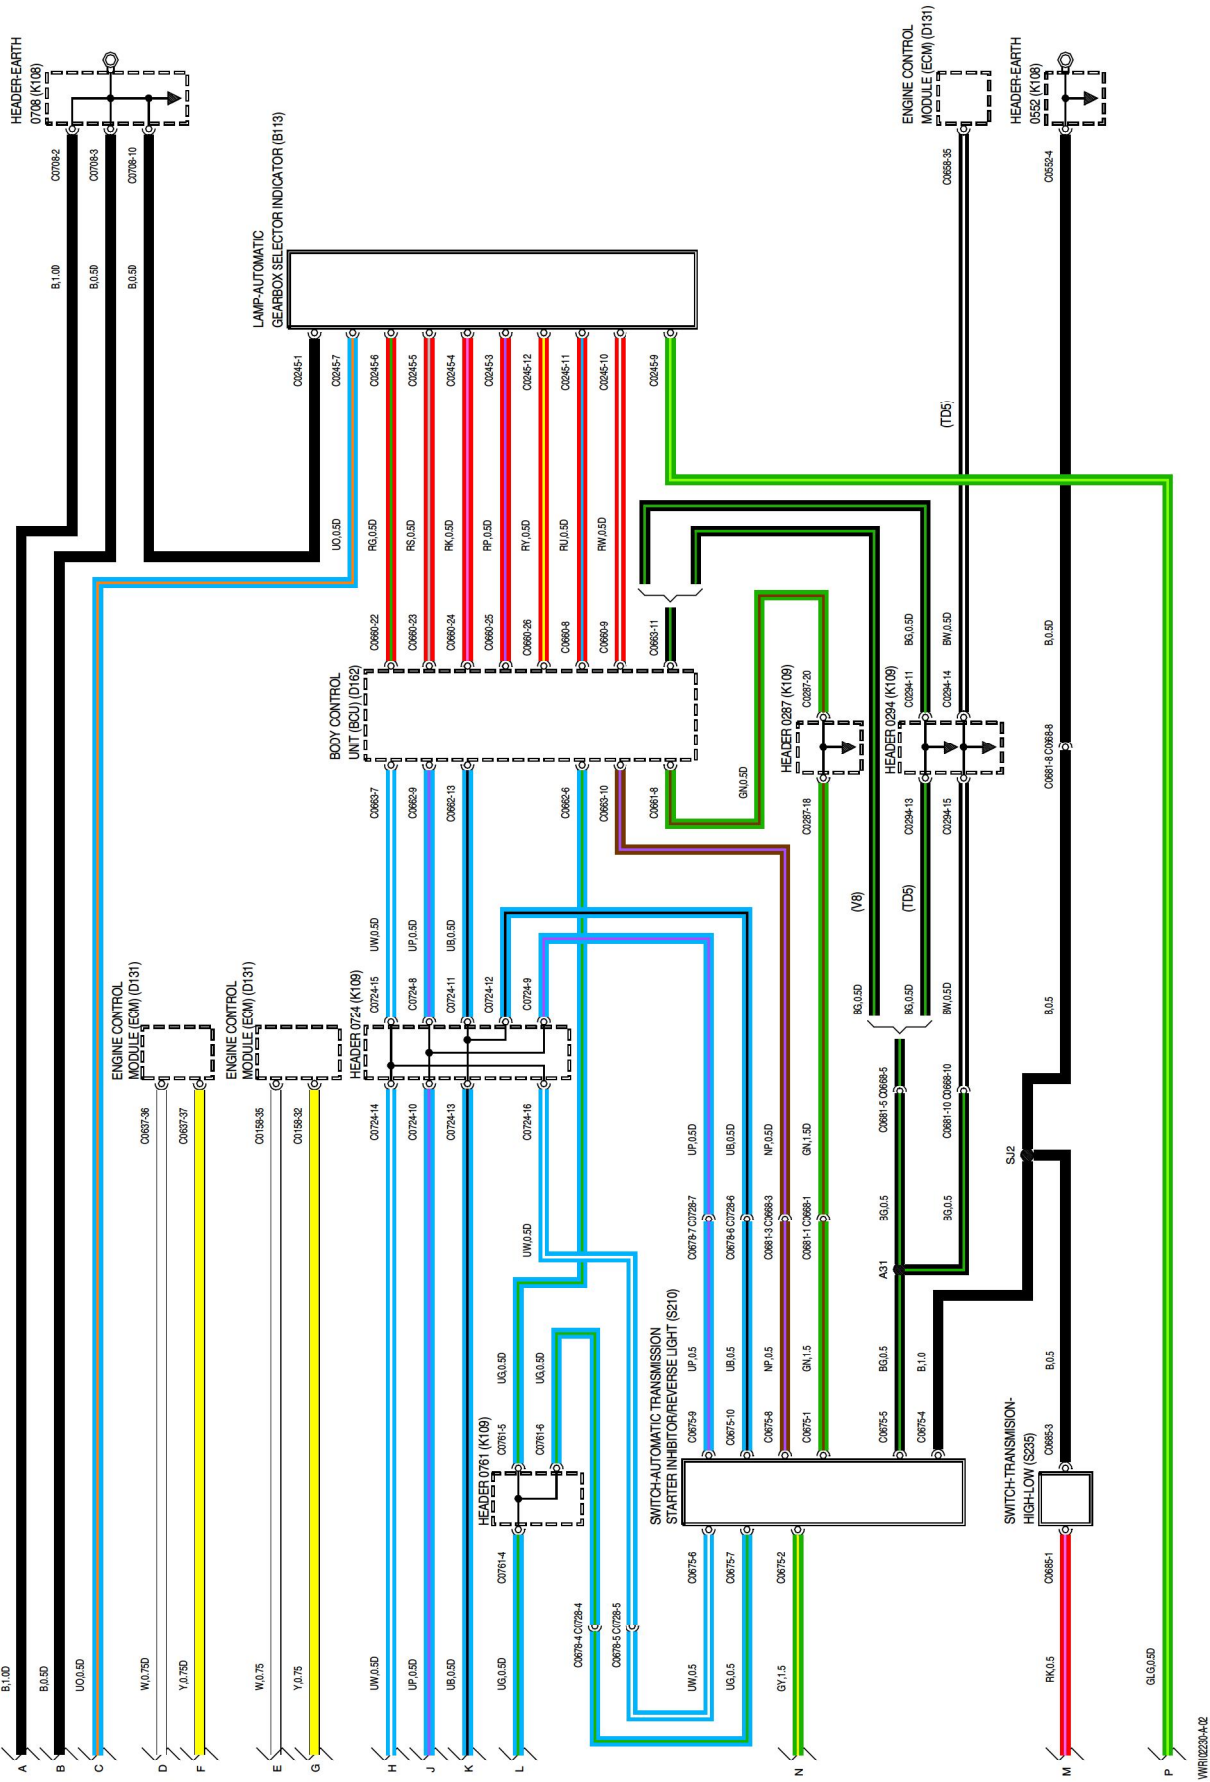 HEADER-EARTH
0708 (K108)
C0708-2
C0708-3
C0708-10
B,1.0D
B,0.5D
B,0.5D
LAMP-AUTOMATIC
GEARBOX SELECTOR INDICATOR (B113)
ENGINE CONTROL
MODULE (ECM) (D131)
C0658-35
HEADER-EARTH
0552 (K108)
C0552-4
C0245-1
C0245-7
C0245-6
C0245-5
C0245-4
C0245-3
C0245-12
C0245-11
C0245-10
C0245-9
(TD5)
UO,0.5D
RG,0.5D
RS,0.5D
RK,0.5D
RP,0.5D
RY,0.5D
RU,0.5D
RW,0.5D
C0660-22
C0660-23
C0660-24
C0660-25
C0660-26
C0660-8
C0660-9
C0663-11
BG,0.5D
BW,0.5D
B,0.5D
BODY CONTROL
UNIT (BCU) (D162)
HEADER 0287 (K109)
C0287-20
HEADER 0294 (K109)
C0294-11
C0294-14
C0681-8 C0668-8
C0663-7
C0662-9
C0662-13
C0662-6
C0663-10
C0661-8
GN,0.5D
C0287-18
C0294-13
C0294-15
(V8)
(TD5)
UW,0.5D
UP,0.5D
UB,0.5D
ENGINE CONTROL
MODULE (ECM) (D131)
ENGINE CONTROL
MODULE (ECM) (D131)
HEADER 0724 (K109)
C0724-15
C0724-8
C0724-11
C0724-12
C0724-9
BG,0.5D
BG,0.5D
BW,0.5D
B,0.5
C0637-36
C0637-37
C0158-35
C0158-32
C0724-14
C0724-10
C0724-13
C0724-16
UP,0.5D
UB,0.5D
NP,0.5D
GN,1.5D
C0681-5 C0668-5
C0681-10 C0668-10
SJ2
UW,0.5D
C0678-7 C0728-7
C0678-6 C0728-6
C0681-3 C0668-3
C0681-1 C0668-1
BG,0.5
BG,0.5
A31
SWITCH-AUTOMATIC TRANSMISSION
STARTER INHIBITOR/REVERSE LIGHT (S210)
UG,0.5D
UG,0.5D
UP,0.5
UB,0.5
NP,0.5
GN,1.5
BG,0.5
B,1.0
B,0.5
HEADER 0761 (K109)
C0761-5
C0761-6
C0675-9
C0675-10
C0675-8
C0675-1
C0675-5
C0675-4
SWITCH-TRANSMISION-
HIGH-LOW (S235)
C0685-3
C0761-4
C0678-4 C0728-4
C0678-5 C0728-5
C0675-6
C0675-7
C0675-2
C0685-1
B,1.0D
B,0.5D
UO,0.5D
W,0.75D
Y,0.75D
W,0.75
Y,0.75
UW,0.5D
UP,0.5D
UB,0.5D
UG,0.5D
UW,0.5
UG,0.5
GY,1.5
RK,0.5
GLG,0.5D
A
B
C
D
F
E
G
H
J
K
L
N
M
P
VWRI02230-A-02